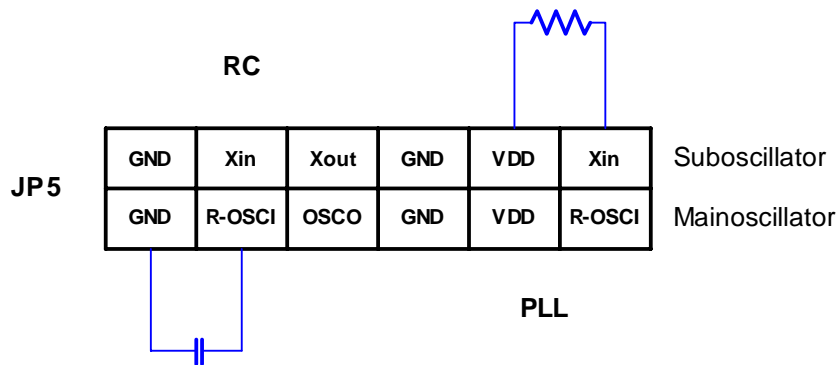 RC
JP5
GND Xin Xout GND VDD Xin Suboscillator
GND R-OSCI OSCO GND VDD R-OSCI Mainoscillator
PLL